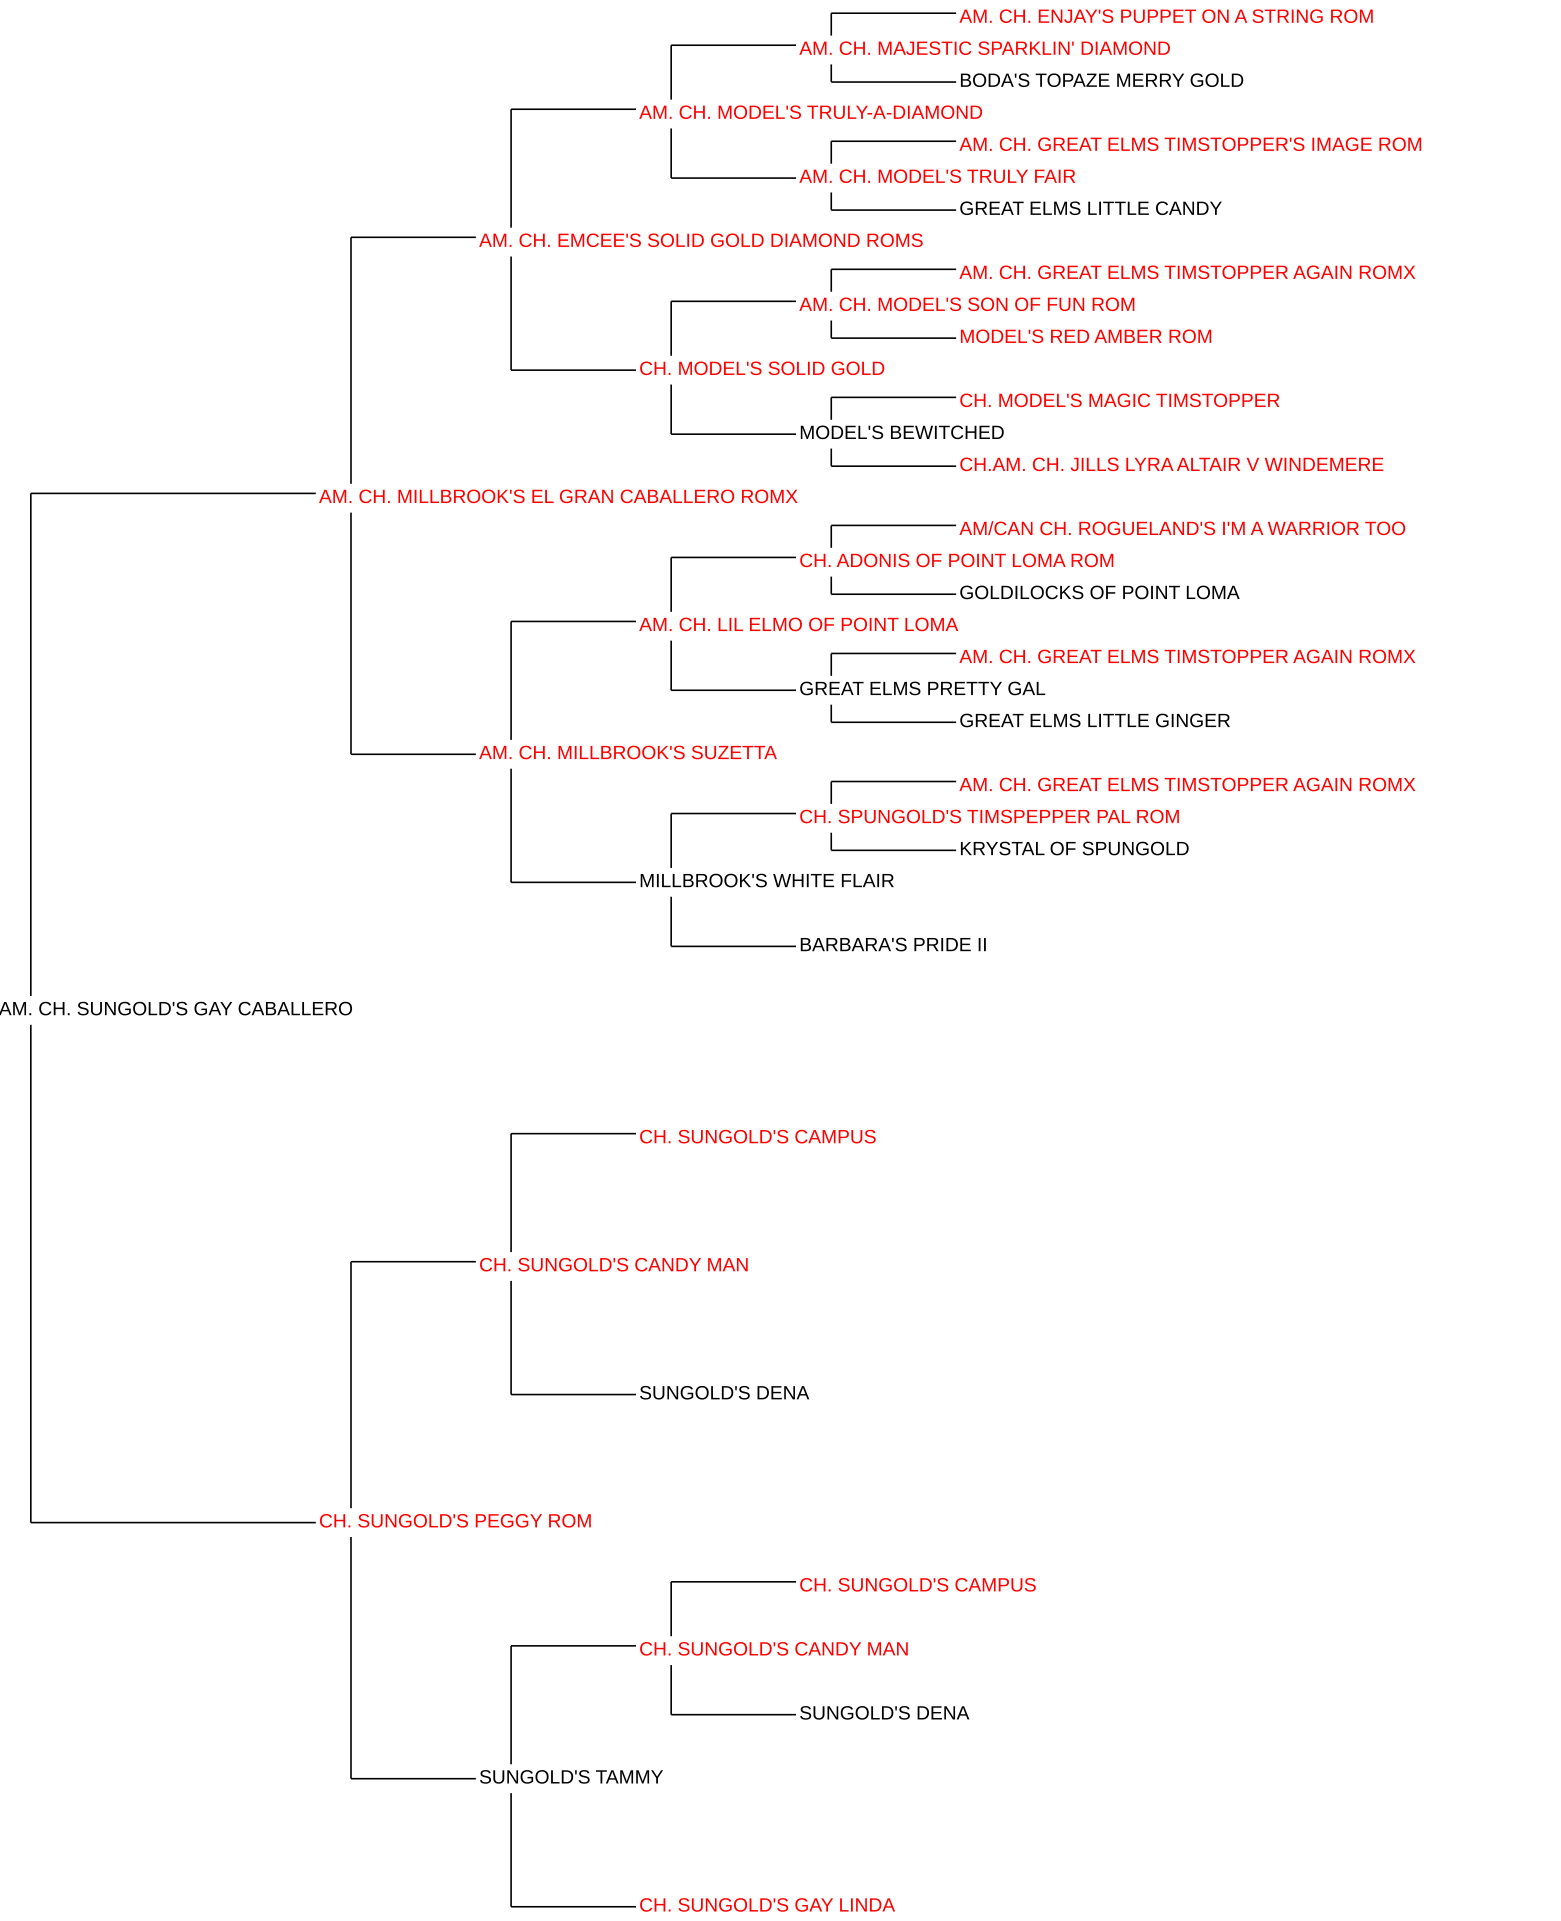 AM. CH. ENJAY'S PUPPET ON A STRING ROM
AM. CH. MAJESTIC SPARKLIN' DIAMOND
BODA'S TOPAZE MERRY GOLD
AM. CH. MODEL'S TRULY-A-DIAMOND
AM. CH. GREAT ELMS TIMSTOPPER'S IMAGE ROM
AM. CH. MODEL'S TRULY FAIR
GREAT ELMS LITTLE CANDY
AM. CH. EMCEE'S SOLID GOLD DIAMOND ROMS
AM. CH. GREAT ELMS TIMSTOPPER AGAIN ROMX
AM. CH. MODEL'S SON OF FUN ROM
MODEL'S RED AMBER ROM
CH. MODEL'S SOLID GOLD
CH. MODEL'S MAGIC TIMSTOPPER
MODEL'S BEWITCHED
CH.AM. CH. JILLS LYRA ALTAIR V WINDEMERE
AM. CH. MILLBROOK'S EL GRAN CABALLERO ROMX
AM/CAN CH. ROGUELAND'S I'M A WARRIOR TOO
CH. ADONIS OF POINT LOMA ROM
GOLDILOCKS OF POINT LOMA
AM. CH. LIL ELMO OF POINT LOMA
AM. CH. GREAT ELMS TIMSTOPPER AGAIN ROMX
GREAT ELMS PRETTY GAL
GREAT ELMS LITTLE GINGER
AM. CH. MILLBROOK'S SUZETTA
AM. CH. GREAT ELMS TIMSTOPPER AGAIN ROMX
CH. SPUNGOLD'S TIMSPEPPER PAL ROM
KRYSTAL OF SPUNGOLD
MILLBROOK'S WHITE FLAIR
BARBARA'S PRIDE II
AM. CH. SUNGOLD'S GAY CABALLERO
CH. SUNGOLD'S CAMPUS
CH. SUNGOLD'S CANDY MAN
SUNGOLD'S DENA
CH. SUNGOLD'S PEGGY ROM
CH. SUNGOLD'S CAMPUS
CH. SUNGOLD'S CANDY MAN
SUNGOLD'S DENA
SUNGOLD'S TAMMY
CH. SUNGOLD'S GAY LINDA